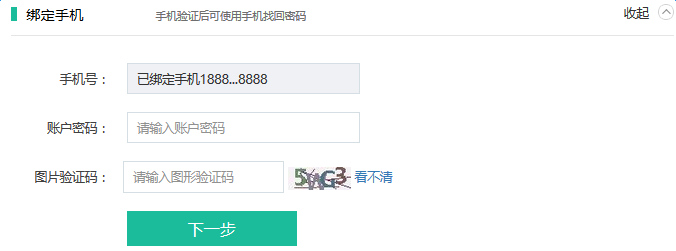 绑定手机 手机验证后可使用手机找回密码 收起
手机号： 已绑定手机1888...8888
账户密码： 请输入账户密码
图片验证码： 请输入图形验证码 看不清
下一步